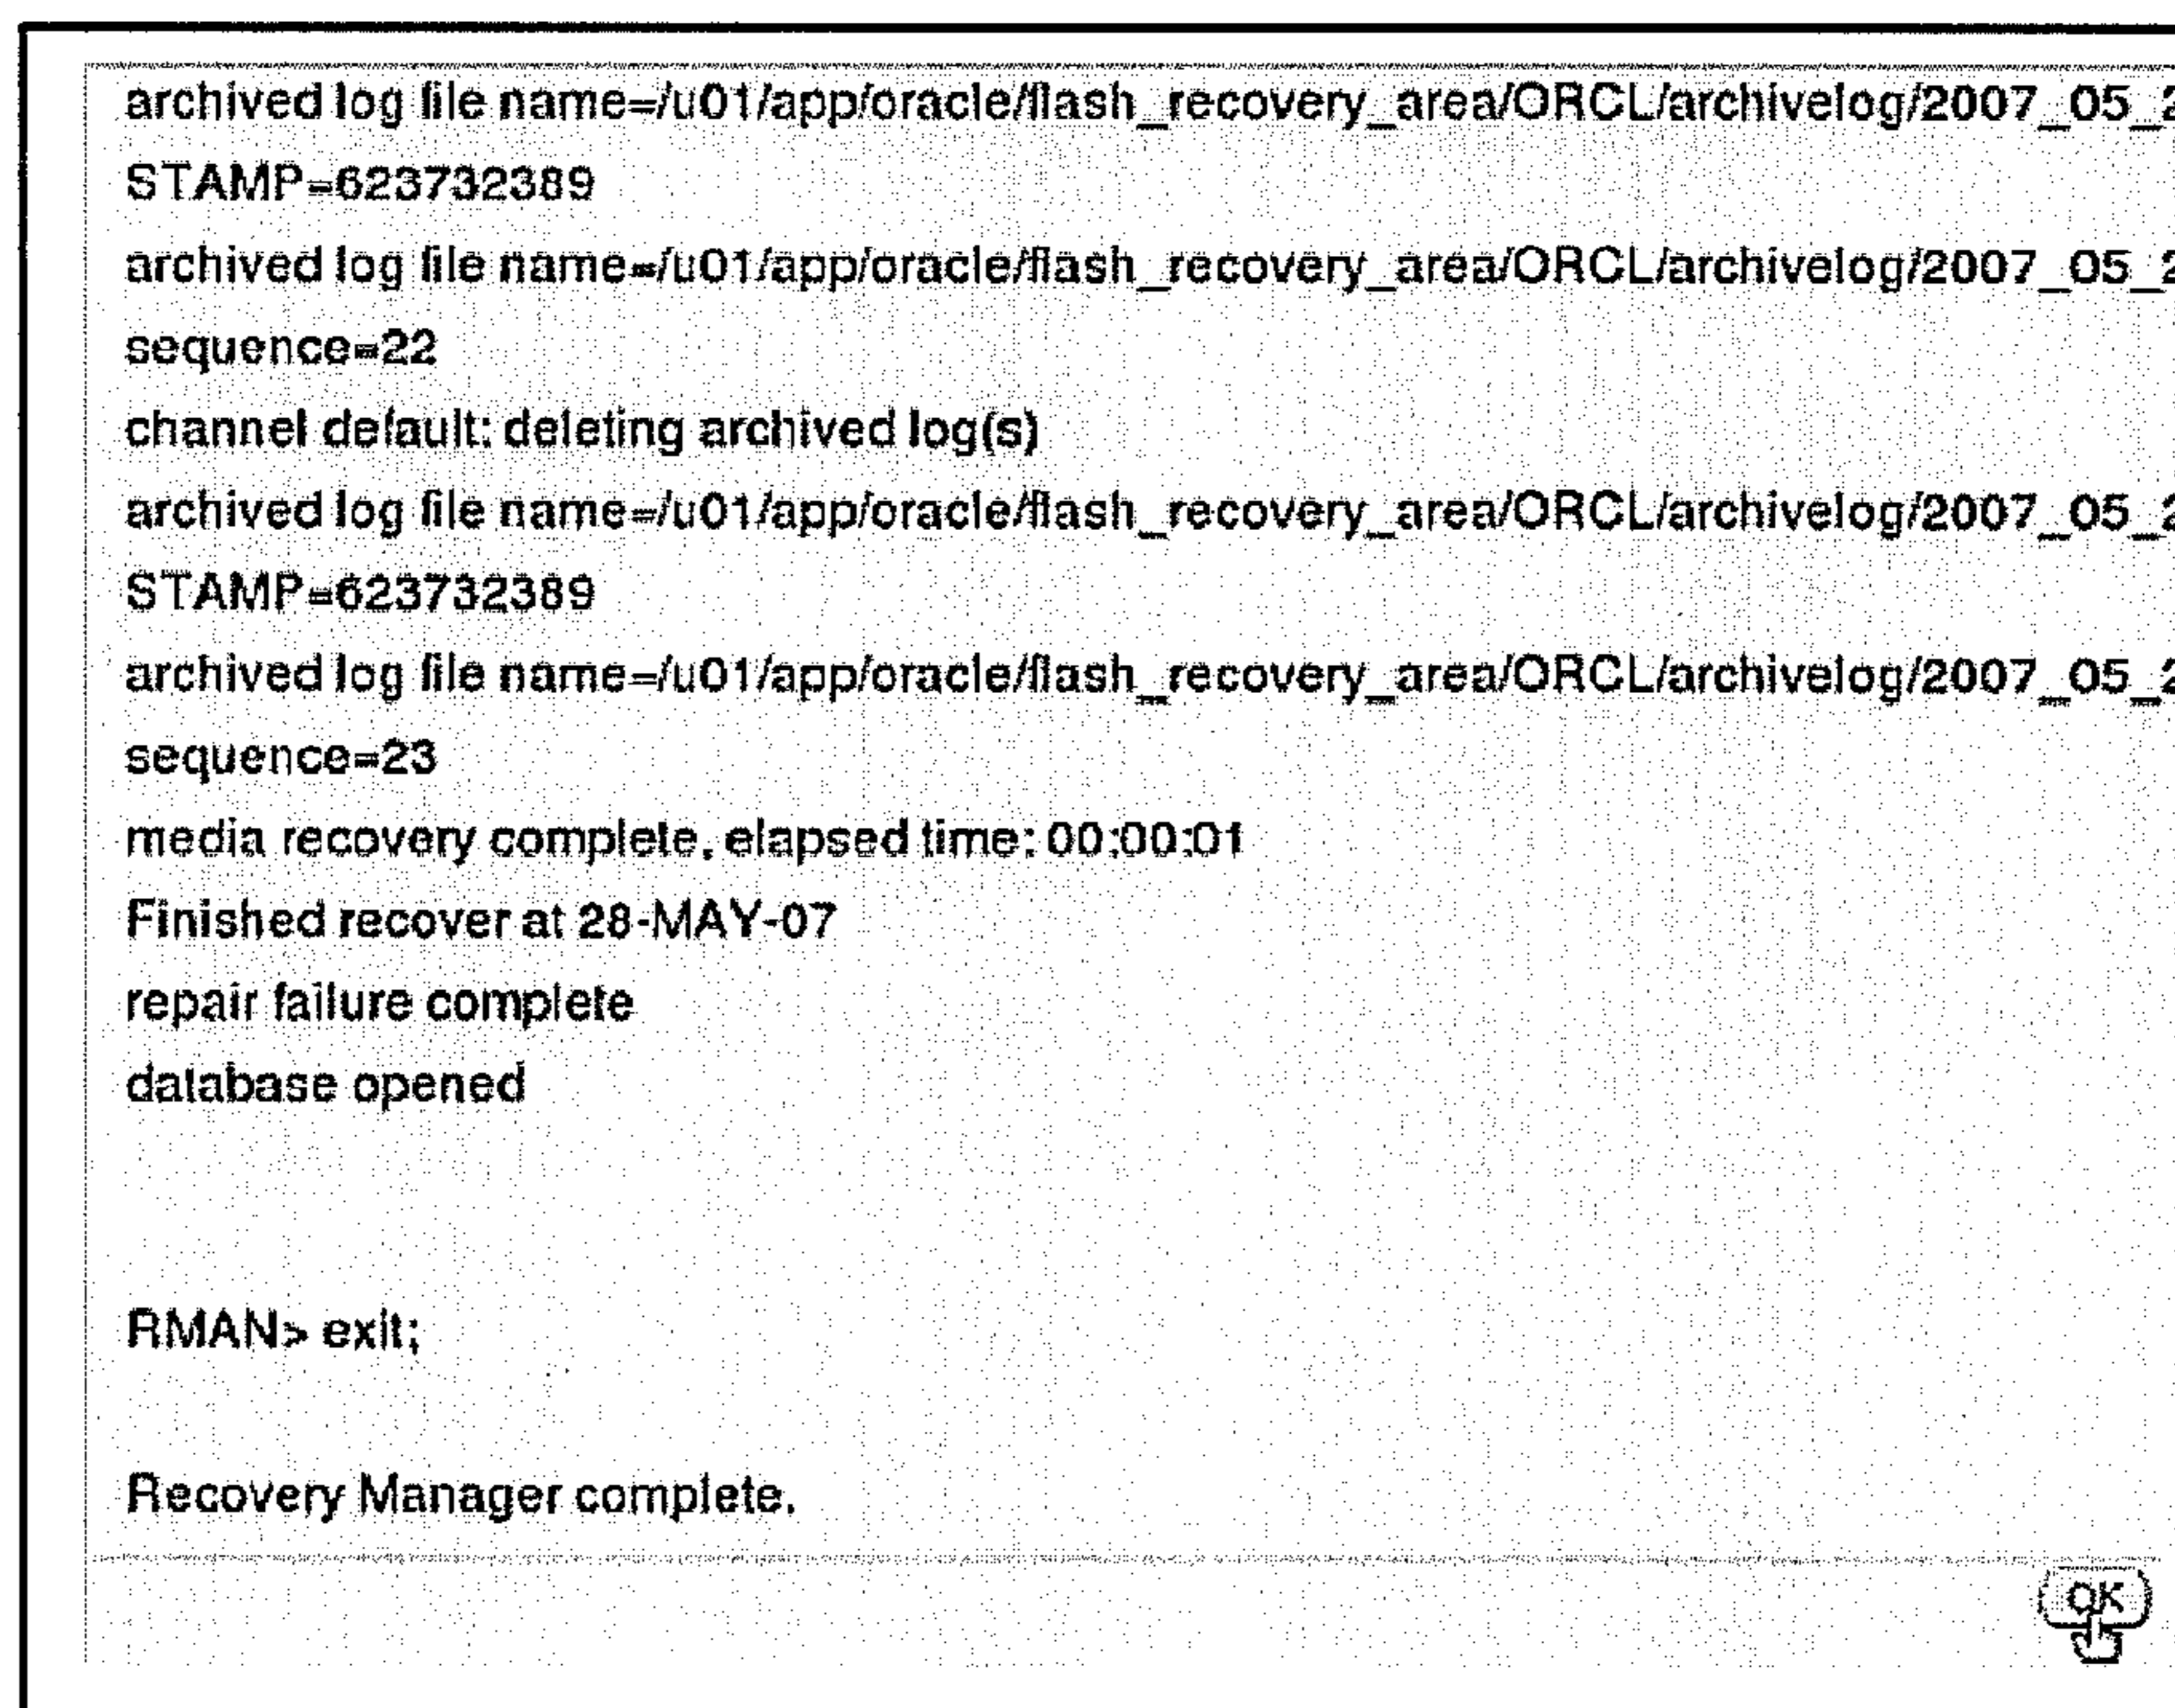 archived log file name=/u01/app/oracle/flash_recovery_area/ORCL/archivelog/2007_05_2
STAMP=623732389
archived log file name=/u01/app/oracle/flash_recovery_area/ORCL/archivelog/2007_05_2
sequence=22
channel default: deleting archived log(s)
archived log file name=/u01/app/oracle/flash_recovery_area/ORCL/archivelog/2007_05_2
STAMP=623732389
archived log file name=/u01/app/oracle/flash_recovery_area/ORCL/archivelog/2007_05_2
sequence=23
media recovery complete, elapsed time: 00:00:01
Finished recover at 28-MAY-07
repair failure complete
database opened
RMAN> exit;
Recovery Manager complete.
OK